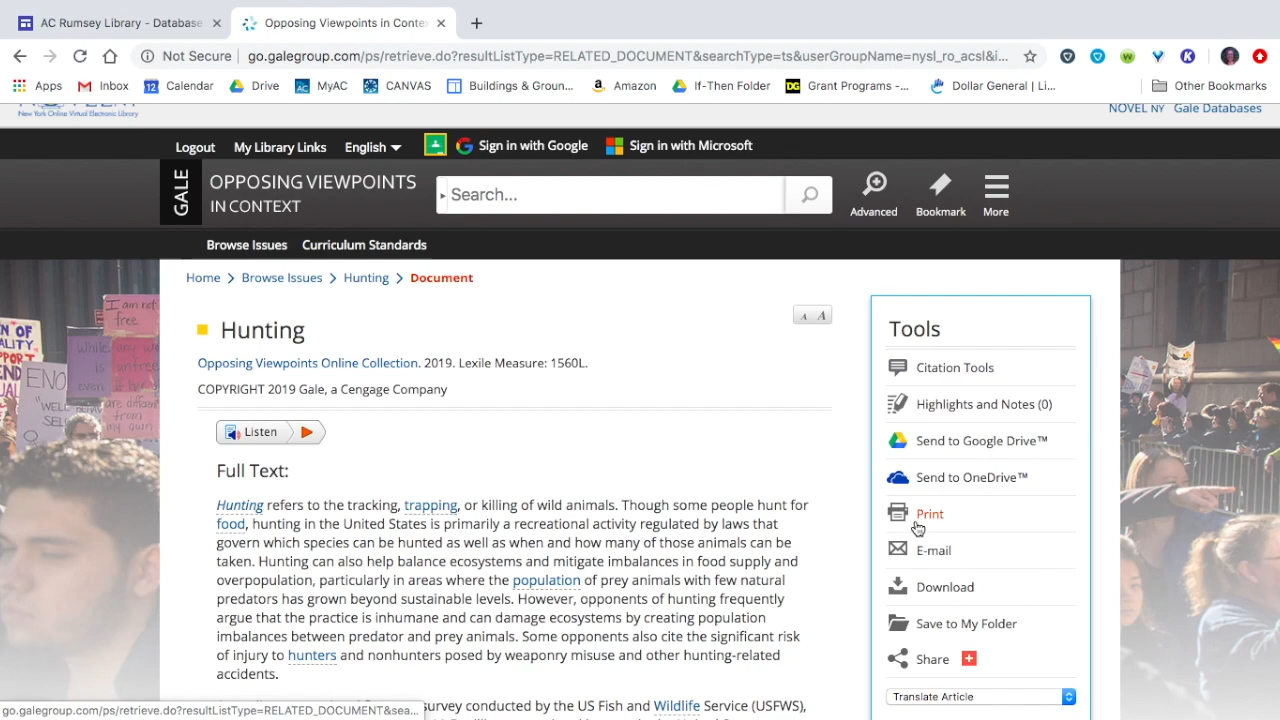 AC Rumsey Library - Database
Opposing Viewpoints in Conte
Not Secure
go.galegroup.com/ps/retrieve.do?resultListType=RELATED_DOCUMENT&searchType=ts&userGroupName=nysl_ro_acsl&i...
Apps
Inbox
12 Calendar
Drive
AC MyAC
CANVAS
Buildings & Groun...
Amazon
If-Then Folder
DG Grant Programs -...
Dollar General | Li...
Other Bookmarks
New York Online Virtual Electronic Library
NOVEL NY Gale Databases
Logout My Library Links English Sign in with Google Sign in with Microsoft
GALE
OPPOSING VIEWPOINTS
IN CONTEXT
Search...
Advanced
Bookmark
More
Browse Issues Curriculum Standards
Home > Browse Issues > Hunting > Document
Hunting
A A
Opposing Viewpoints Online Collection. 2019. Lexile Measure: 1560L.
COPYRIGHT 2019 Gale, a Cengage Company
Listen
Full Text:
Hunting refers to the tracking, trapping, or killing of wild animals. Though some people hunt for
food, hunting in the United States is primarily a recreational activity regulated by laws that
govern which species can be hunted as well as when and how many of those animals can be
taken. Hunting can also help balance ecosystems and mitigate imbalances in food supply and
overpopulation, particularly in areas where the population of prey animals with few natural
predators has grown beyond sustainable levels. However, opponents of hunting frequently
argue that the practice is inhumane and can damage ecosystems by creating population
imbalances between predator and prey animals. Some opponents also cite the significant risk
of injury to hunters and nonhunters posed by weaponry misuse and other hunting-related
accidents.
survey conducted by the US Fish and Wildlife Service (USFWS),
Tools
Citation Tools
Highlights and Notes (0)
Send to Google Drive™
Send to OneDrive™
Print
E-mail
Download
Save to My Folder
Share
Translate Article
go.galegroup.com/ps/retrieve.do?resultListType=RELATED_DOCUMENT&sea...